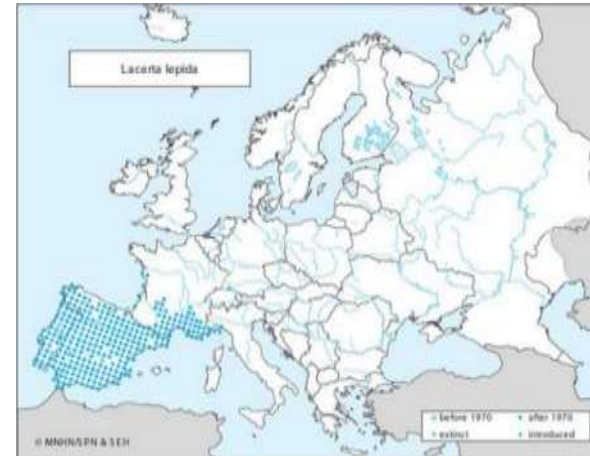 Lacerta lepida
before 1970 after 1970
extinct introduced
© MNHN/SPN & SEH